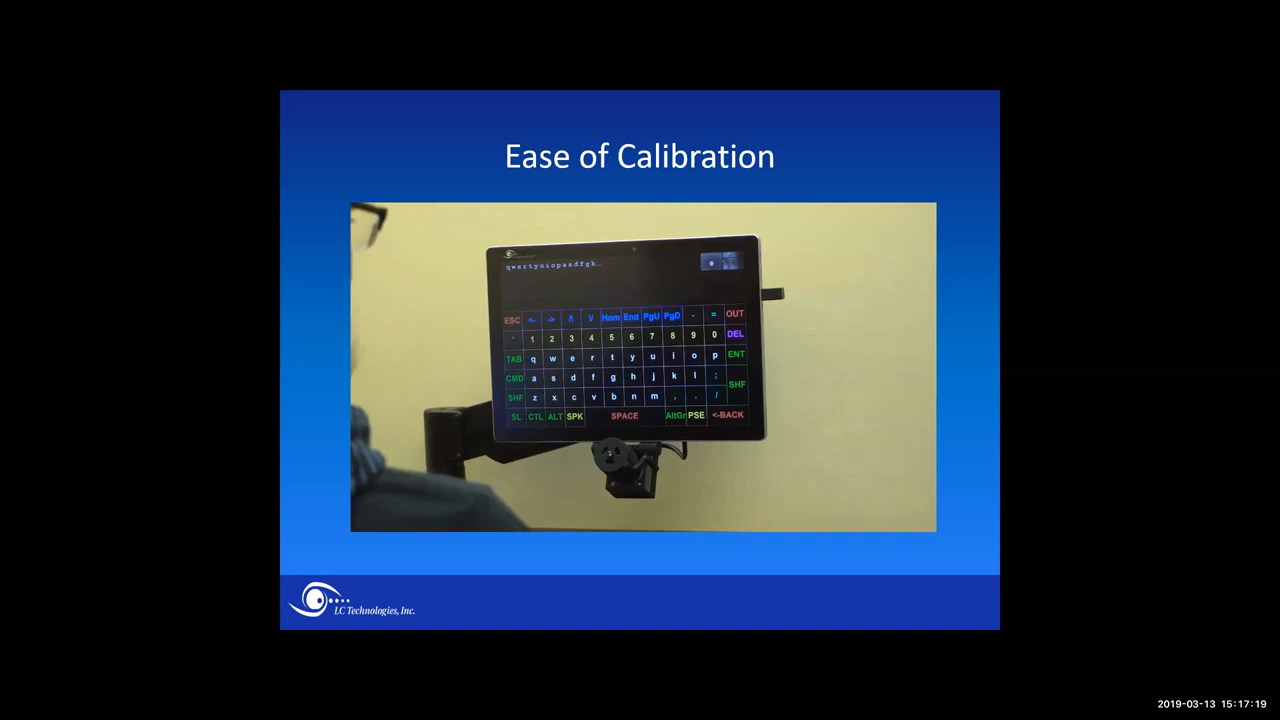 Ease of Calibration
qwertyuiopasdfgh_
ESC <- -> /\ \/ Hom End PgU PgD - = OUT
' 1 2 3 4 5 6 7 8 9 0 DEL
TAB q w e r t y u i o p ENT
CMD a s d f g h j k l ; SHF
SHF z x c v b n m , . /
SL CTL ALT SPK SPACE AltGr PSE <-BACK
LC Technologies, Inc.
2019-03-13 15:17:19